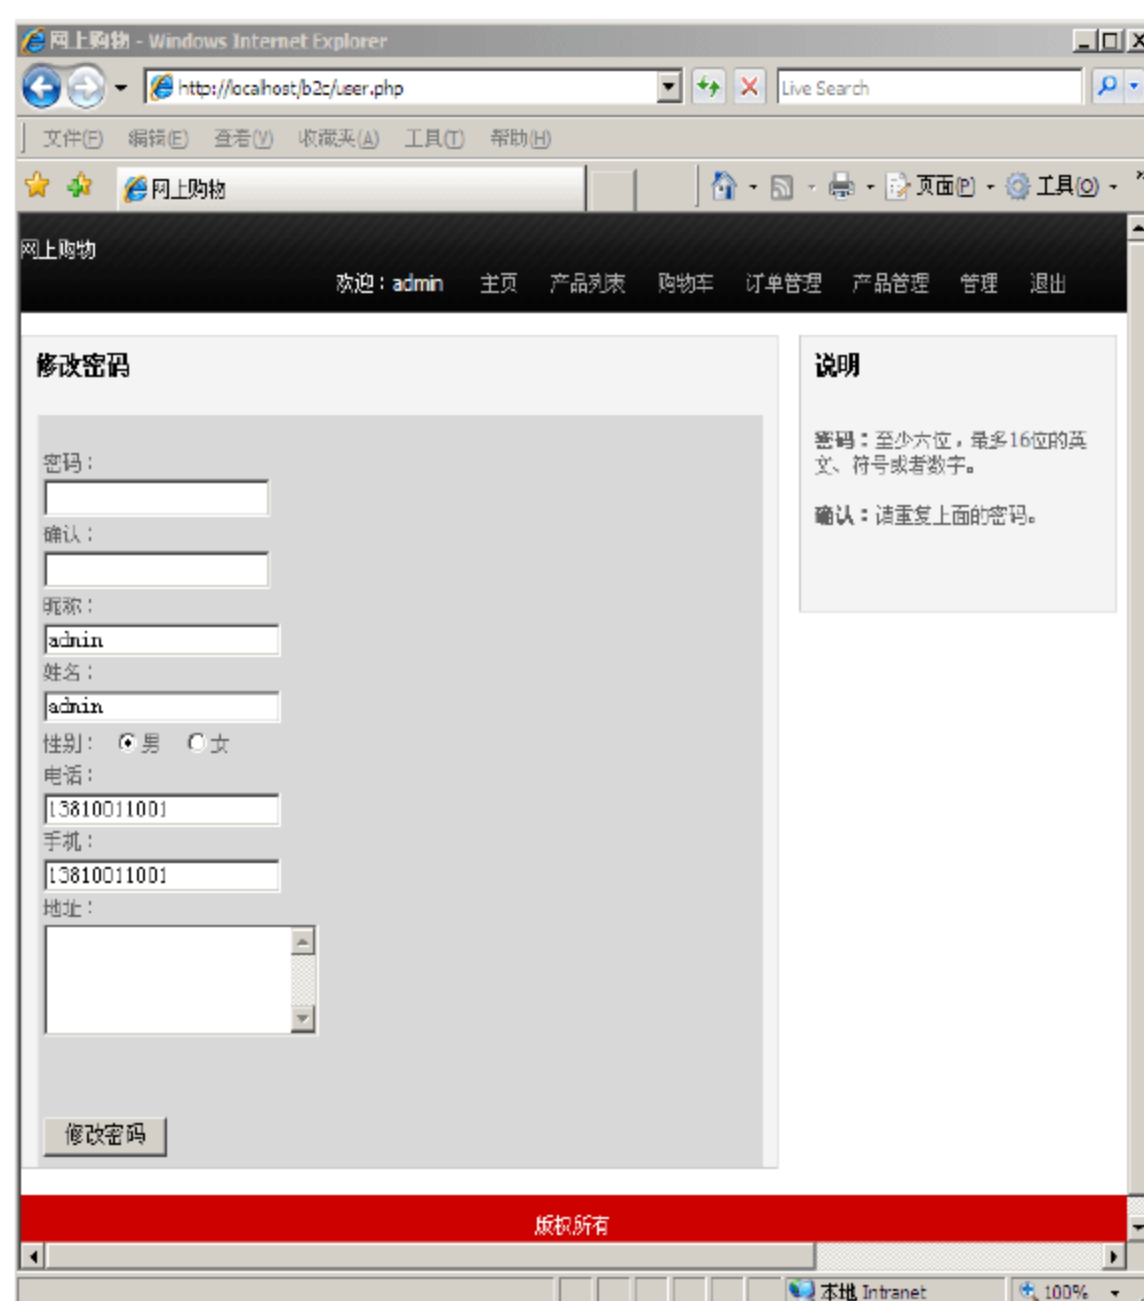 网上购物 - Windows Internet Explorer
http://localhost/b2c/user.php
Live Search
文件(F) 编辑(E) 查看(V) 收藏夹(A) 工具(T) 帮助(H)
网上购物
页面(P) 工具(O)
网上购物
欢迎：admin 主页 产品列表 购物车 订单管理 产品管理 管理 退出
修改密码
密码：
确认：
昵称：
admin
姓名：
admin
性别： 男 女
电话：
13810011001
手机：
13810011001
地址：
修改密码
说明
密码：至少六位，最多16位的英
文、符号或者数字。
确认：请重复上面的密码。
版权所有
本地 Intranet
100%